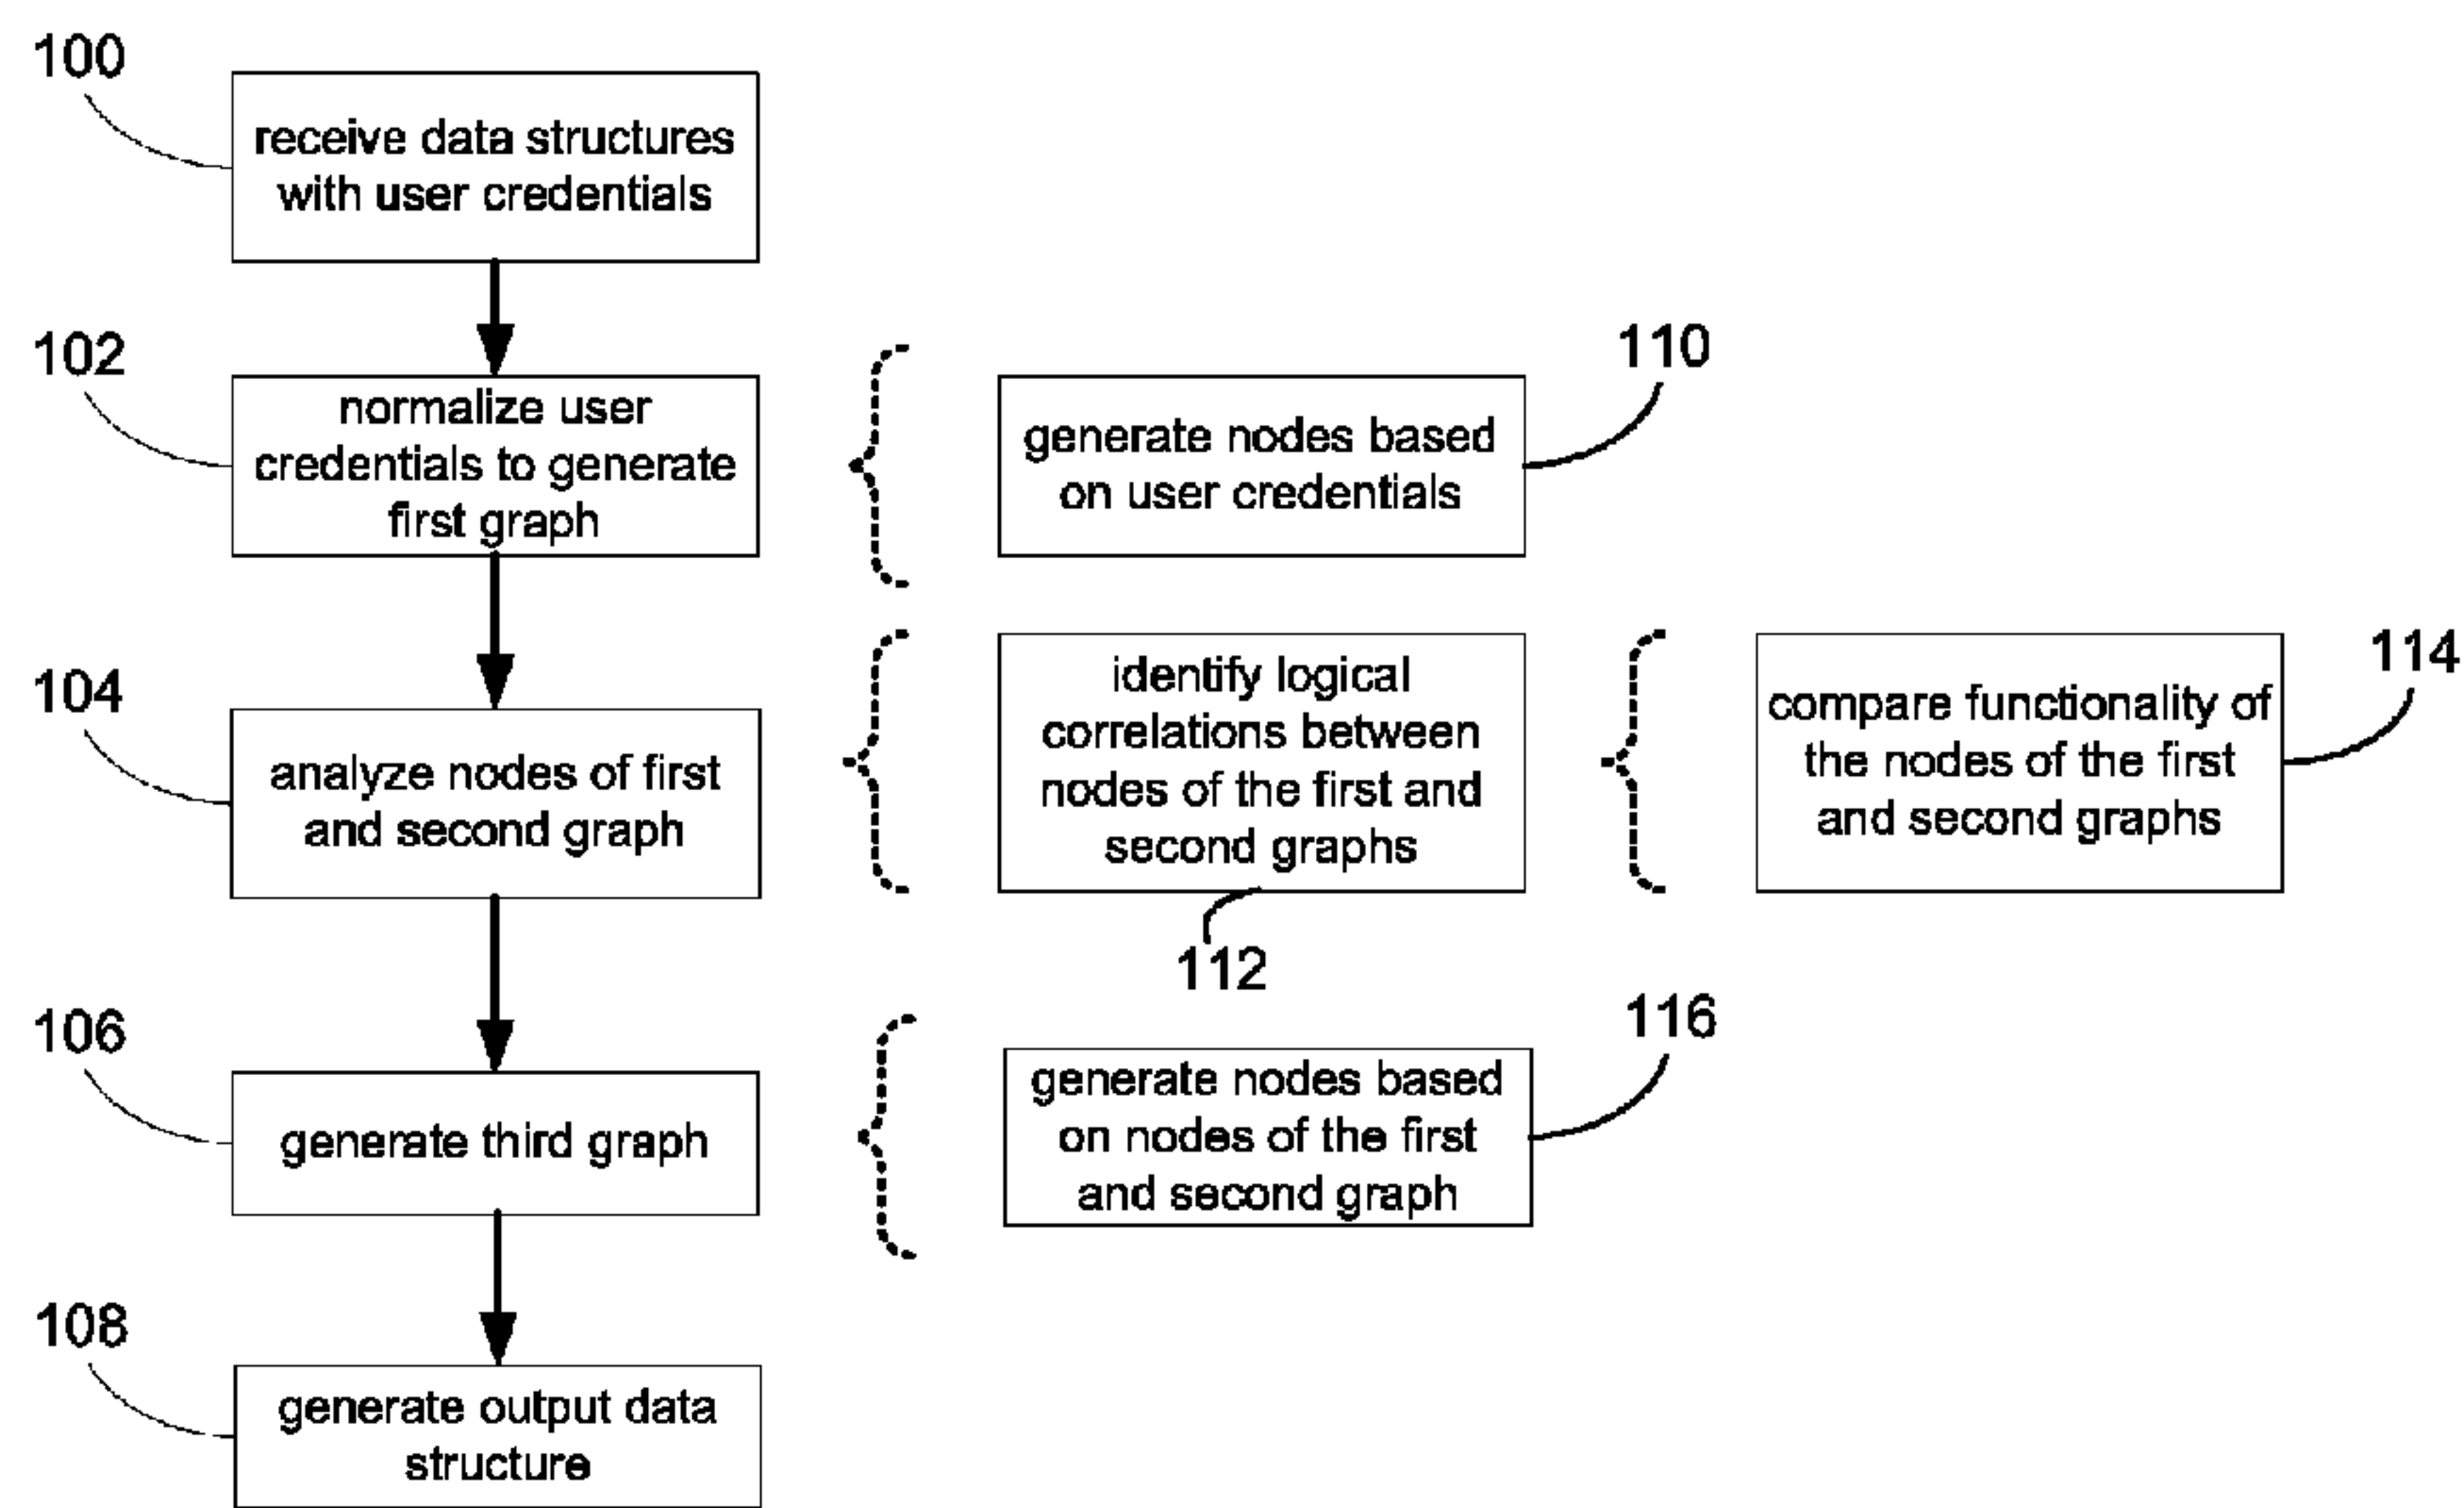 100
receive data structures
with user credentials
102
normalize user
credentials to generate
first graph
110
generate nodes based
on user credentials
104
analyze nodes of first
and second graph
identify logical
correlations between
nodes of the first and
second graphs
112
114
compare functionality of
the nodes of the first
and second graphs
106
generate third graph
116
generate nodes based
on nodes of the first
and second graph
108
generate output data
structure